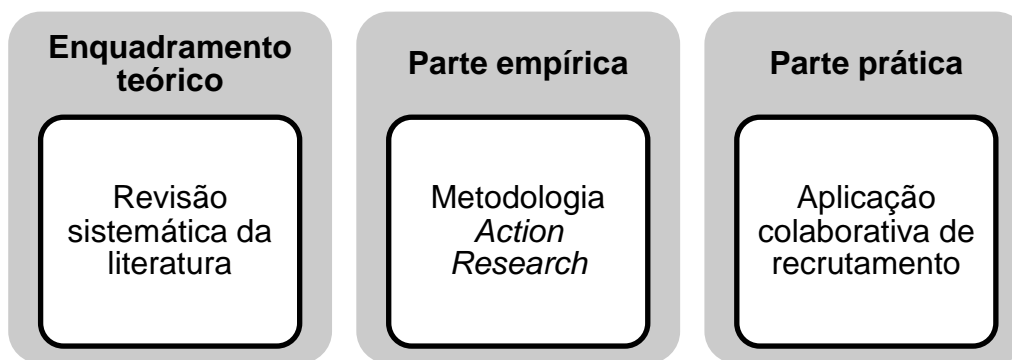 Enquadramento
teórico
Revisão
sistemática da
literatura
Parte empírica
Metodologia
Action
Research
Parte prática
Aplicação
colaborativa de
recrutamento